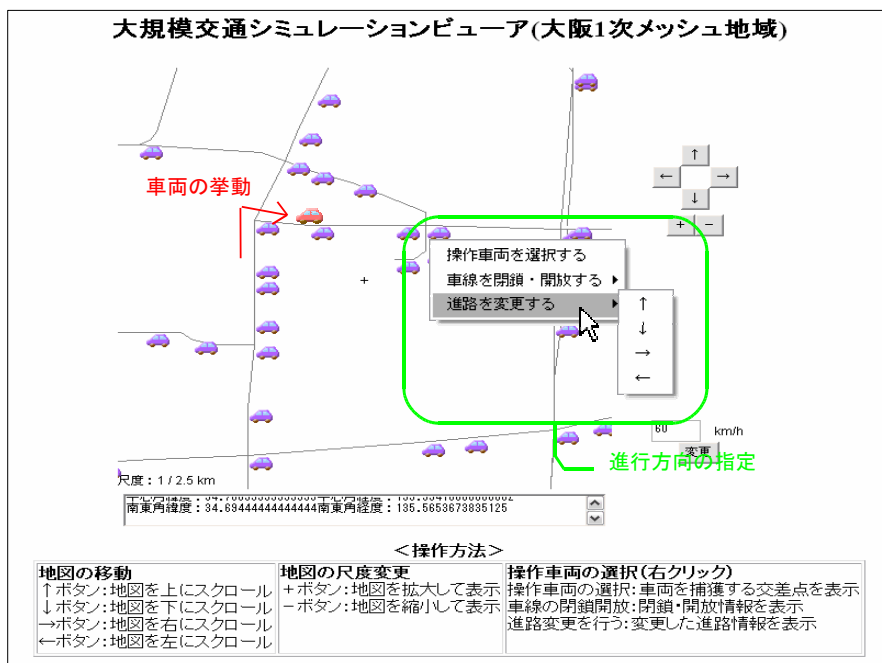 大規模交通シミュレーションビューア(大阪1次メッシュ地域)
車両の挙動
↑
← →
↓
+ −
操作車両を選択する
車線を閉鎖・開放する
進路を変更する
↑
↓
→
←
60 km/h
変更
進行方向の指定
尺度：1 / 2.5 km
南東角緯度：34.69444444444444南東角経度：135.5653673835125
＜操作方法＞
地図の移動
↑ボタン:地図を上にスクロール
↓ボタン:地図を下にスクロール
→ボタン:地図を右にスクロール
←ボタン:地図を左にスクロール
地図の尺度変更
+ボタン:地図を拡大して表示
−ボタン:地図を縮小して表示
操作車両の選択(右クリック)
操作車両の選択:車両を捕獲する交差点を表示
車線の閉鎖開放:閉鎖・開放情報を表示
進路変更を行う:変更した進路情報を表示